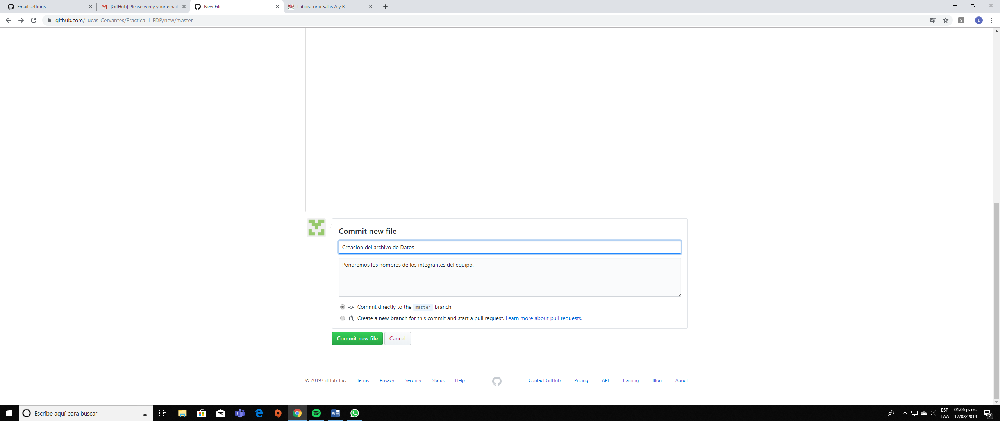 Email settings
[GitHub] Please verify your email
New File
Laboratorio Salas A y B
github.com/Lucas-Cervantes/Practica_1_FDP/new/master
9
L
Commit new file
Creación del archivo de Datos
Pondremos los nombres de los integrantes del equipo.
Commit directly to the master branch.
Create a new branch for this commit and start a pull request. Learn more about pull requests.
Commit new file
Cancel
© 2019 GitHub, Inc.
Terms
Privacy
Security
Status
Help
Contact GitHub
Pricing
API
Training
Blog
About
Escribe aquí para buscar
ESP
LAA
01:06 p. m.
17/08/2019
2